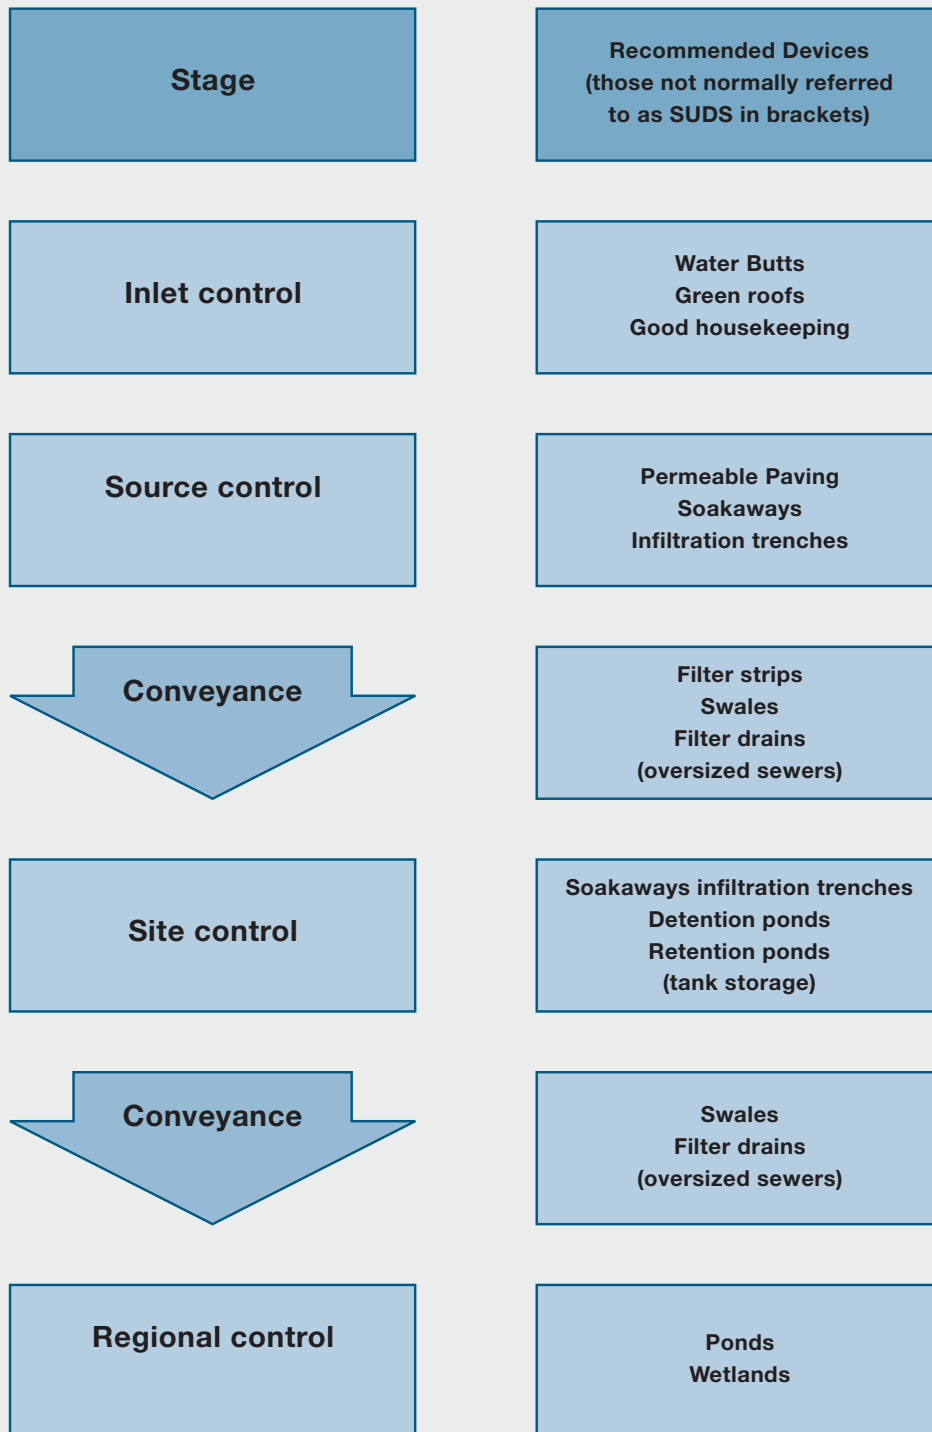 Stage
Recommended Devices
(those not normally referred
to as SUDS in brackets)
Inlet control
Water Butts
Green roofs
Good housekeeping
Source control
Permeable Paving
Soakaways
Infiltration trenches
Conveyance
Filter strips
Swales
Filter drains
(oversized sewers)
Site control
Soakaways infiltration trenches
Detention ponds
Retention ponds
(tank storage)
Conveyance
Swales
Filter drains
(oversized sewers)
Regional control
Ponds
Wetlands